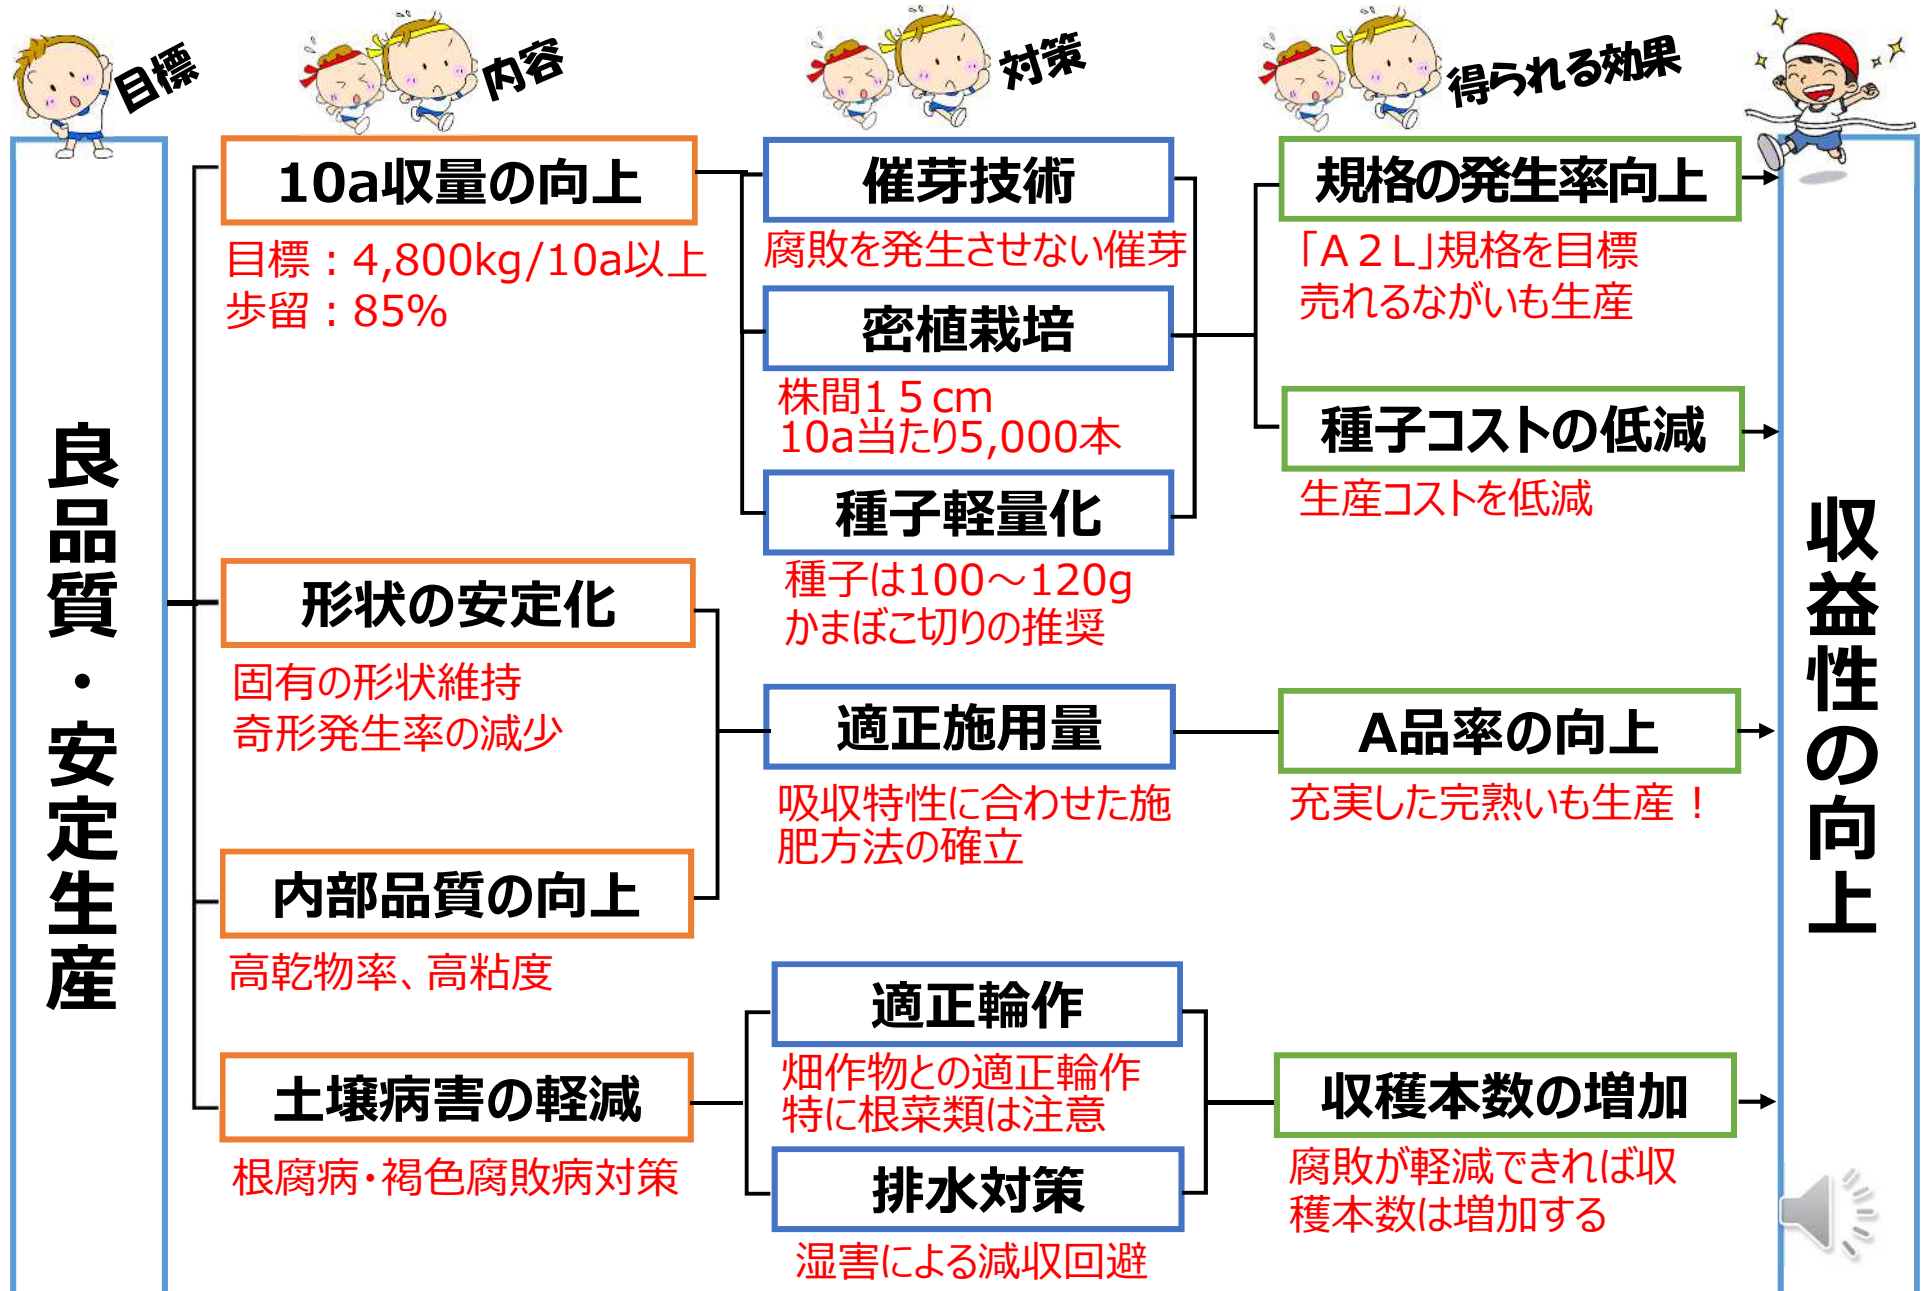 目標
内容
対策
得られる効果
良品質・安定生産
10a収量の向上
目標：4,800kg/10a以上
歩留：85%
形状の安定化
固有の形状維持
奇形発生率の減少
内部品質の向上
高乾物率、高粘度
土壌病害の軽減
根腐病・褐色腐敗病対策
催芽技術
腐敗を発生させない催芽
密植栽培
株間１５cm
10a当たり5,000本
種子軽量化
種子は100～120g
かまぼこ切りの推奨
適正施用量
吸収特性に合わせた施
肥方法の確立
適正輪作
畑作物との適正輪作
特に根菜類は注意
排水対策
湿害による減収回避
規格の発生率向上
「A２L」規格を目標
売れるながいも生産
種子コストの低減
生産コストを低減
A品率の向上
充実した完熟いも生産！
収穫本数の増加
腐敗が軽減できれば収
穫本数は増加する
収益性の向上